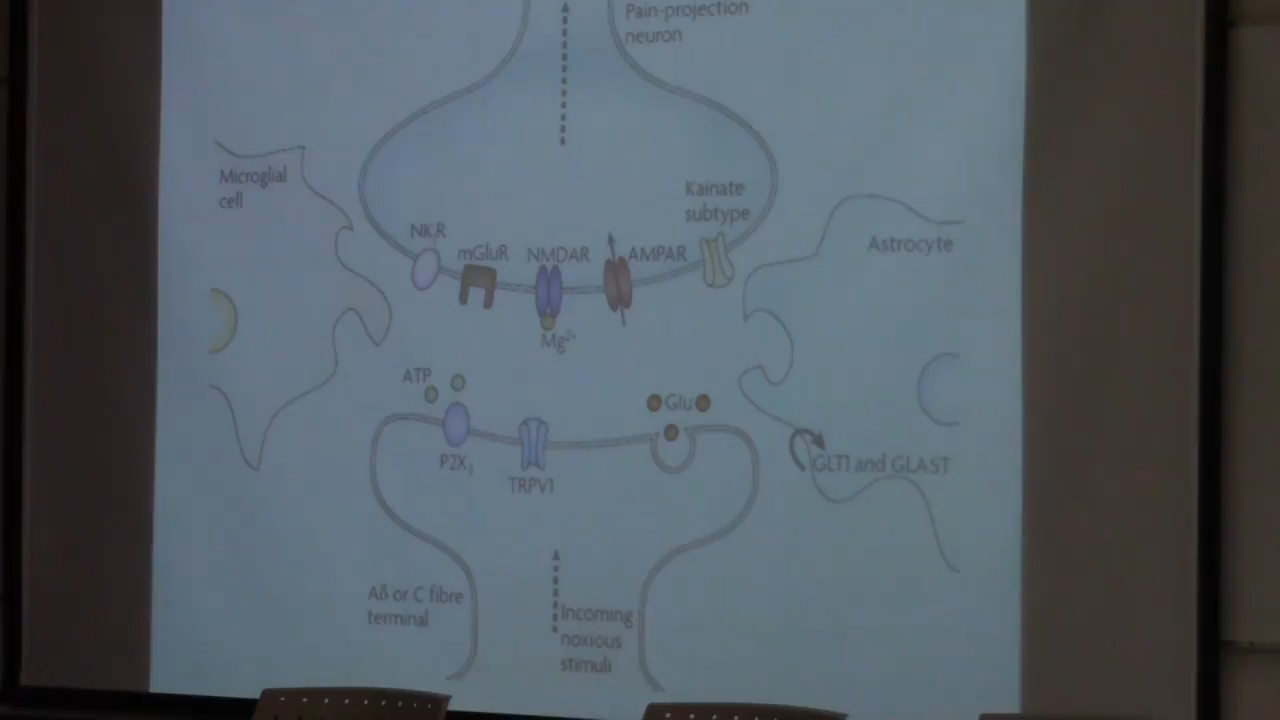 Pain-projection
neuron
Microglial
cell
Kainate
subtype
NK₁R
mGluR
NMDAR
AMPAR
Astrocyte
Mg²⁺
ATP
Glu
P2X₃
TRPV1
GLT1 and GLAST
Aδ or C fibre
terminal
Incoming
noxious
stimuli